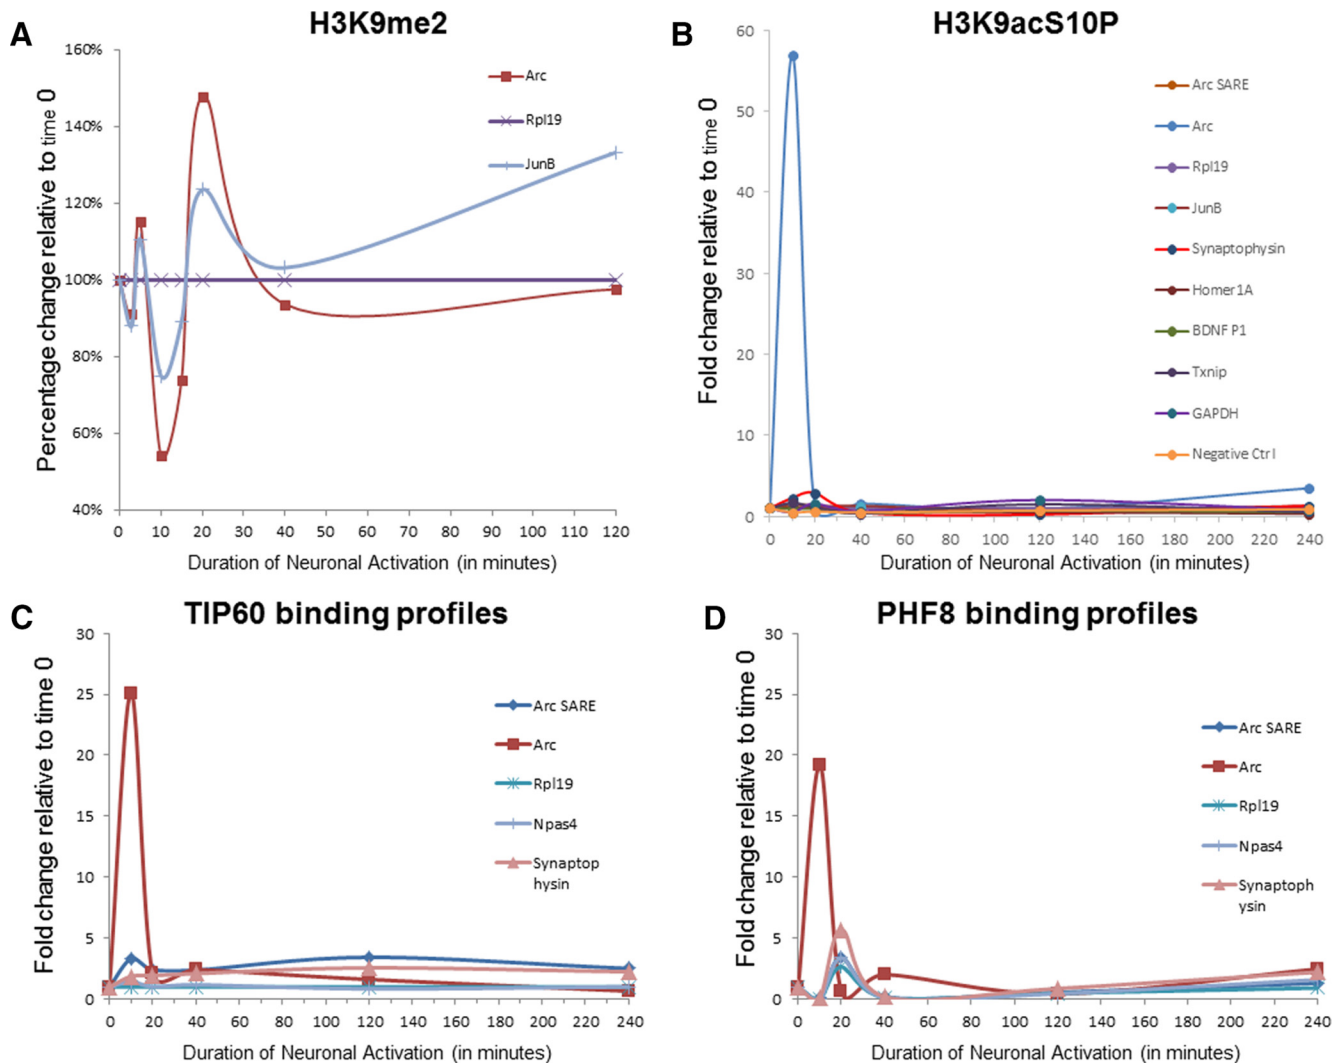 A
H3K9me2
160%
140%
120%
100%
80%
60%
40%
Percentage change relative to time 0
Arc
Rpl19
JunB
0 10 20 30 40 50 60 70 80 90 100 110 120
Duration of Neuronal Activation (in minutes)
B
H3K9acS10P
60
50
40
30
20
10
0
Fold change relative to time 0
Arc SARE
Arc
Rpl19
JunB
Synaptophysin
Homer1A
BDNF P1
Txnip
GAPDH
Negative Ctrl
0 20 40 60 80 100 120 140 160 180 200 220 240
Duration of Neuronal Activation (in minutes)
C
TIP60 binding profiles
30
25
20
15
10
5
0
Fold change relative to time 0
Arc SARE
Arc
Rpl19
Npas4
Synaptop
hysin
0 20 40 60 80 100 120 140 160 180 200 220 240
Duration of Neuronal Activation (in minutes)
D
PHF8 binding profiles
30
25
20
15
10
5
0
Fold change relative to time 0
Arc SARE
Arc
Rpl19
Npas4
Synaptoph
ysin
0 20 40 60 80 100 120 140 160 180 200 220 240
Duration of Neuronal Activation (in minutes)